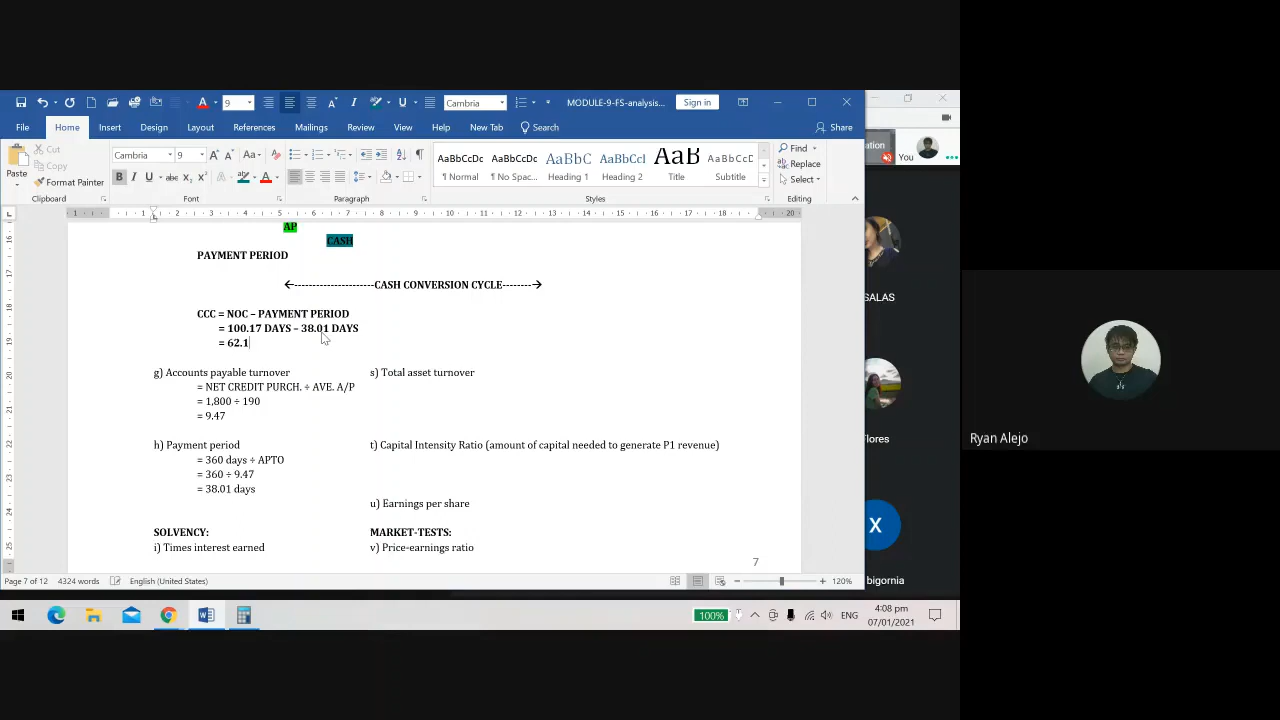 9
Cambria
MODULE-9-FS-analysis...
Sign in
File
Home
Insert
Design
Layout
References
Mailings
Review
View
Help
New Tab
Search
Share
Paste
Cut
Copy
Format Painter
Cambria
9
AaBbCcDc
¶ Normal
AaBbCcDc
¶ No Spac...
AaBbC
Heading 1
AaBbCcI
Heading 2
AaB
Title
AaBbCcD
Subtitle
Find
Replace
Select
Clipboard
Font
Paragraph
Styles
Editing
You
AP
CASH
PAYMENT PERIOD
CASH CONVERSION CYCLE
CCC = NOC – PAYMENT PERIOD
= 100.17 DAYS – 38.01 DAYS
= 62.1
g) Accounts payable turnover
= NET CREDIT PURCH. ÷ AVE. A/P
= 1,800 ÷ 190
= 9.47
s) Total asset turnover
h) Payment period
= 360 days ÷ APTO
= 360 ÷ 9.47
= 38.01 days
t) Capital Intensity Ratio (amount of capital needed to generate P1 revenue)
u) Earnings per share
SOLVENCY:
i) Times interest earned
MARKET-TESTS:
v) Price-earnings ratio
7
Page 7 of 12
4324 words
English (United States)
120%
SALAS
Flores
X
bigornia
Ryan Alejo
100%
ENG
4:08 pm
07/01/2021